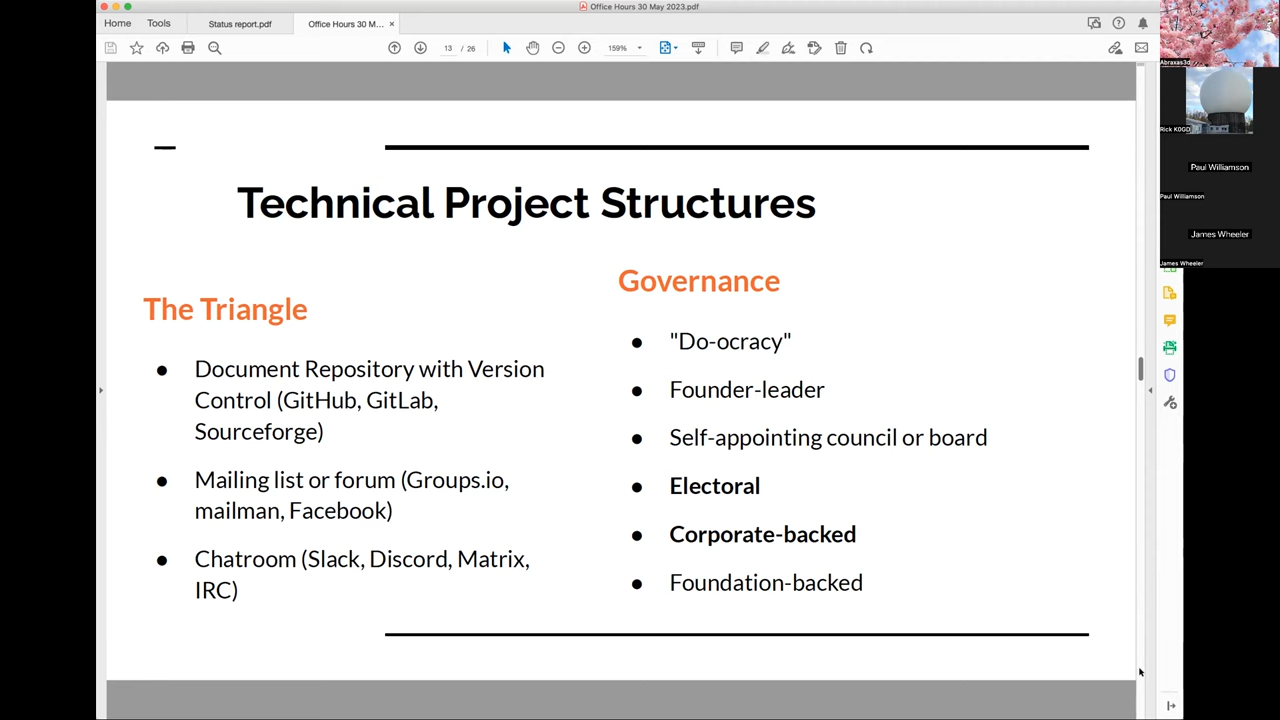 Office Hours 30 May 2023.pdf
Home
Tools
Status report.pdf
Office Hours 30 M...
13 / 26
159%
Technical Project Structures
The Triangle
● Document Repository with Version
Control (GitHub, GitLab,
Sourceforge)
● Mailing list or forum (Groups.io,
mailman, Facebook)
● Chatroom (Slack, Discord, Matrix,
IRC)
Governance
● "Do-ocracy"
● Founder-leader
● Self-appointing council or board
● Electoral
● Corporate-backed
● Foundation-backed
Abraxas3d
Rick K0GD
Paul Williamson
Paul Williamson
James Wheeler
James Wheeler